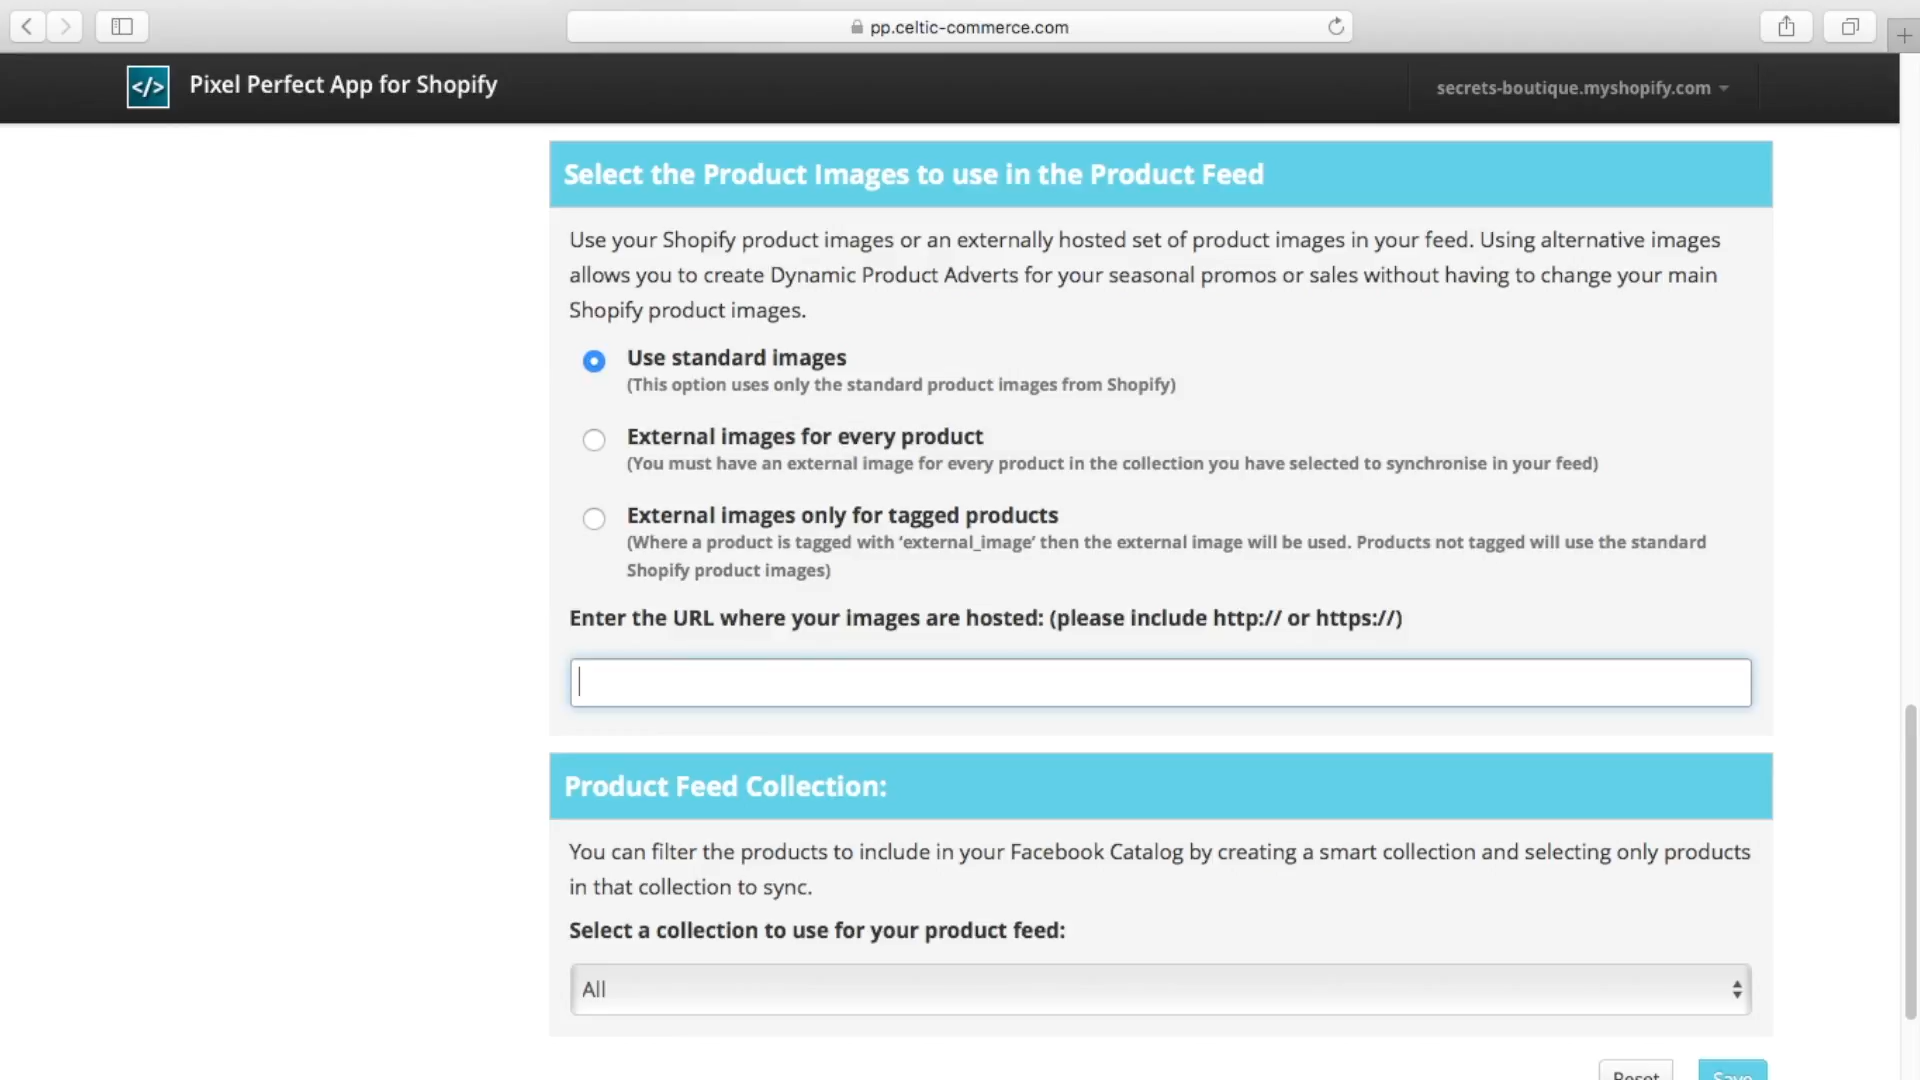 pp.celtic-commerce.com
</> Pixel Perfect App for Shopify
secrets-boutique.myshopify.com
Select the Product Images to use in the Product Feed
Use your Shopify product images or an externally hosted set of product images in your feed. Using alternative images
allows you to create Dynamic Product Adverts for your seasonal promos or sales without having to change your main
Shopify product images.
Use standard images
(This option uses only the standard product images from Shopify)
External images for every product
(You must have an external image for every product in the collection you have selected to synchronise in your feed)
External images only for tagged products
(Where a product is tagged with ‘external_image’ then the external image will be used. Products not tagged will use the standard
Shopify product images)
Enter the URL where your images are hosted: (please include http:// or https://)
Product Feed Collection:
You can filter the products to include in your Facebook Catalog by creating a smart collection and selecting only products
in that collection to sync.
Select a collection to use for your product feed:
All
Reset
Save